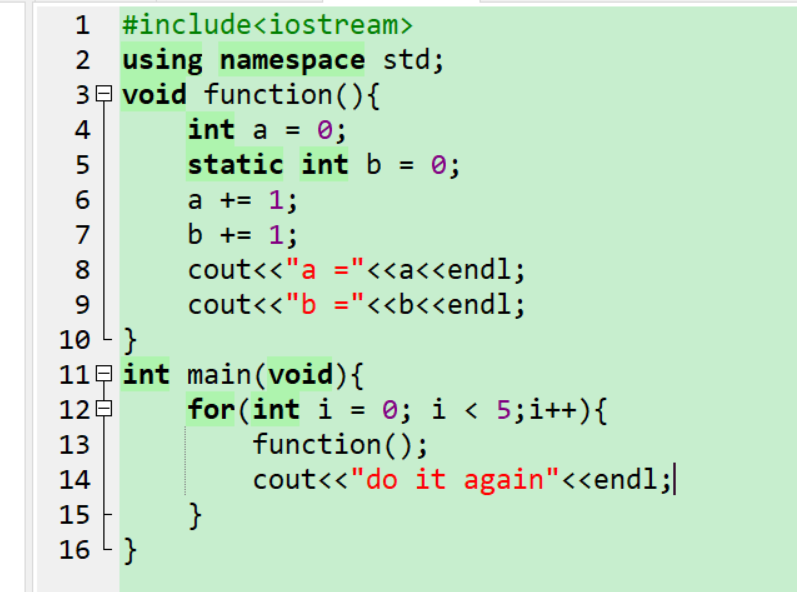 1 #include<iostream>
2 using namespace std;
3 void function(){
4     int a = 0;
5     static int b = 0;
6     a += 1;
7     b += 1;
8     cout<<"a ="<<a<<endl;
9     cout<<"b ="<<b<<endl;
10 }
11 int main(void){
12     for(int i = 0; i < 5;i++){
13         function();
14         cout<<"do it again"<<endl;
15     }
16 }